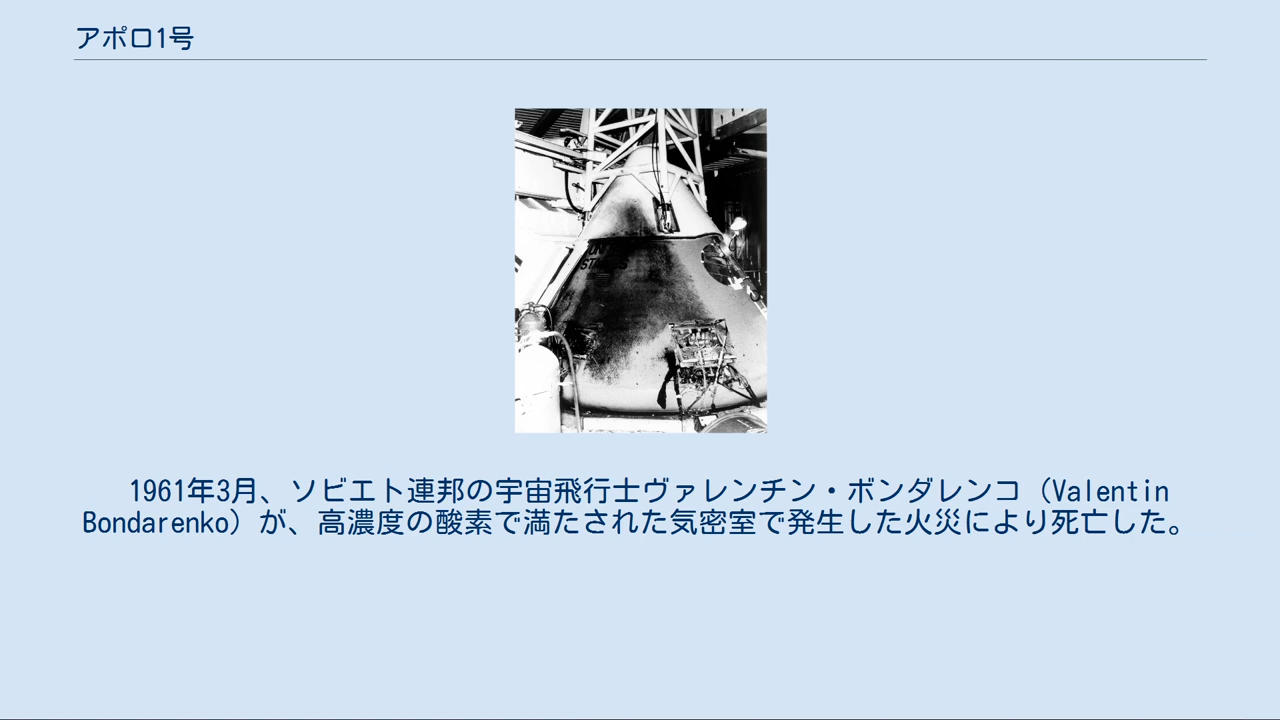 アポロ1号
1961年3月、ソビエト連邦の宇宙飛行士ヴァレンチン・ボンダレンコ（Valentin
Bondarenko）が、高濃度の酸素で満たされた気密室で発生した火災により死亡した。